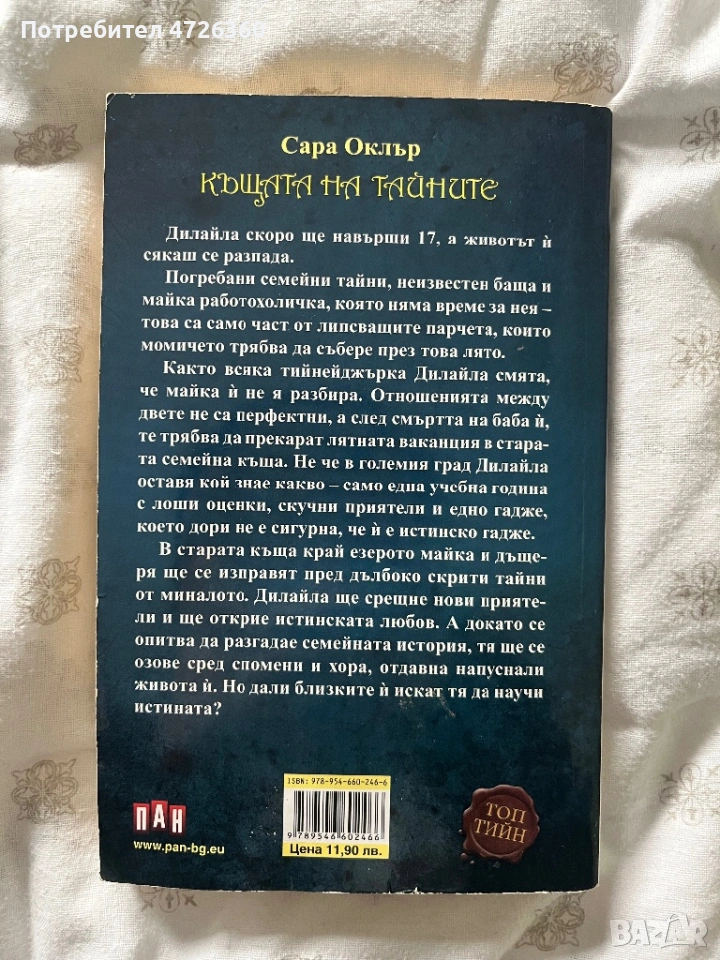 Потребител 4726360
Сара Оклър
КЪЩАТА НА ТАЙНИТЕ
Дилайла скоро ще навърши 17, а животът ѝ
сякаш се разпада.
Погребани семейни тайни, неизвестен баща и
майка работохоличка, която няма време за нея –
това са само част от липсващите парчета, които
момичето трябва да събере през това лято.
Както всяка тийнейджърка Дилайла смята,
че майка ѝ не я разбира. Отношенията между
двете не са перфектни, а след смъртта на баба ѝ,
те трябва да прекарат лятната ваканция в стара-
та семейна къща. Не че в големия град Дилайла
оставя кой знае какво – само една учебна година
с лоши оценки, скучни приятели и едно гадже,
което дори не е сигурна, че ѝ е истинско гадже.
В старата къща край езерото майка и дъще-
ря ще се изправят пред дълбоко скрити тайни
от миналото. Дилайла ще срещне нови прияте-
ли и ще открие истинската любов. А докато се
опитва да разгадае семейната история, тя ще се
озове сред спомени и хора, отдавна напуснали
живота ѝ. Но дали близките ѝ искат тя да научи
истината?
ISBN: 978-954-660-246-6
9 789546 602466
Цена 11,90 лв.
ПАН
www.pan-bg.eu
ТОП
ТИЙН
BAZAR